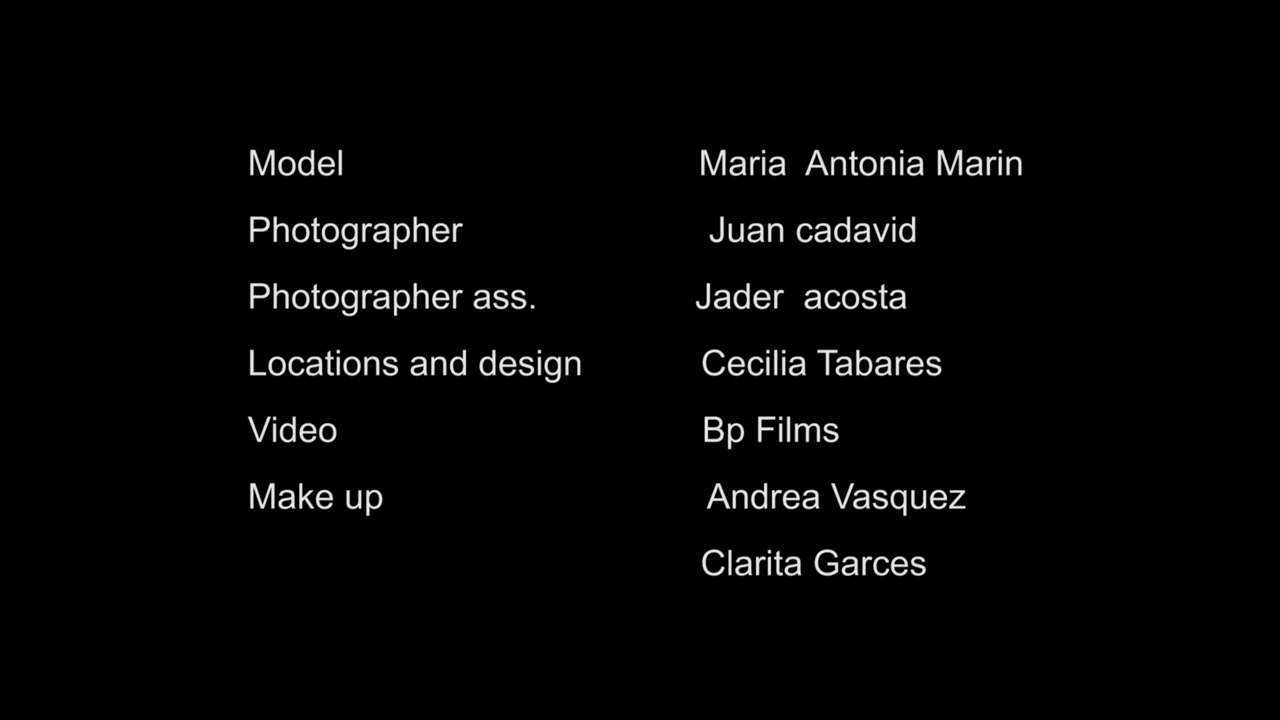 Model Maria Antonia Marin
Photographer Juan cadavid
Photographer ass. Jader acosta
Locations and design Cecilia Tabares
Video Bp Films
Make up Andrea Vasquez
Clarita Garces